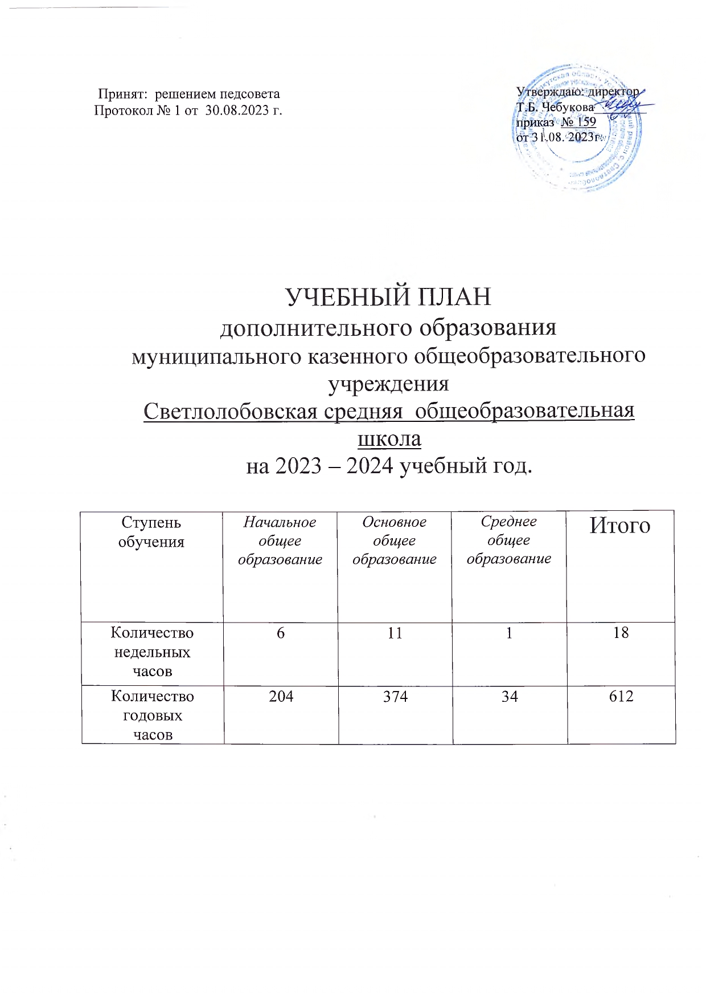 Принят:  решением педсовета
Протокол № 1 от  30.08.2023 г.
Утверждаю: директор
Т.Б. Чебукова
приказ  № 159
от 31.08. 2023г.
УЧЕБНЫЙ ПЛАН
дополнительного образования
муниципального казенного общеобразовательного
учреждения
Светлолобовская средняя  общеобразовательная
школа
на 2023 – 2024 учебный год.
Ступень
обучения
Начальное
общее
образование
Основное
общее
образование
Среднее
общее
образование
Итого
Количество
недельных
часов
6
11
1
18
Количество
годовых
часов
204
374
34
612